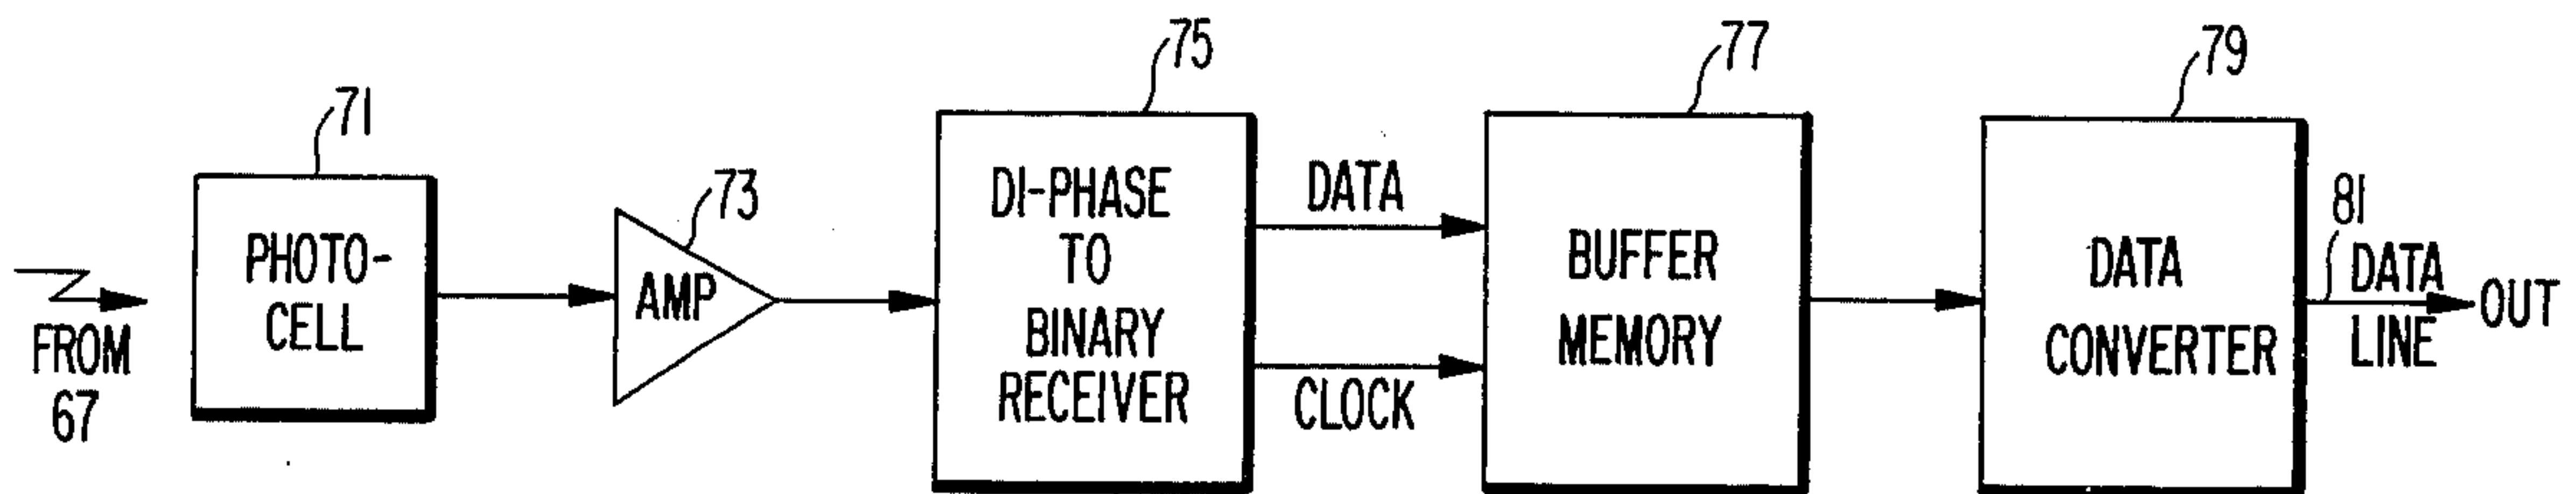 FROM
67
71
PHOTO-
CELL
73
AMP
75
DI-PHASE
TO
BINARY
RECEIVER
DATA
CLOCK
77
BUFFER
MEMORY
79
DATA
CONVERTER
81
DATA
LINE
OUT